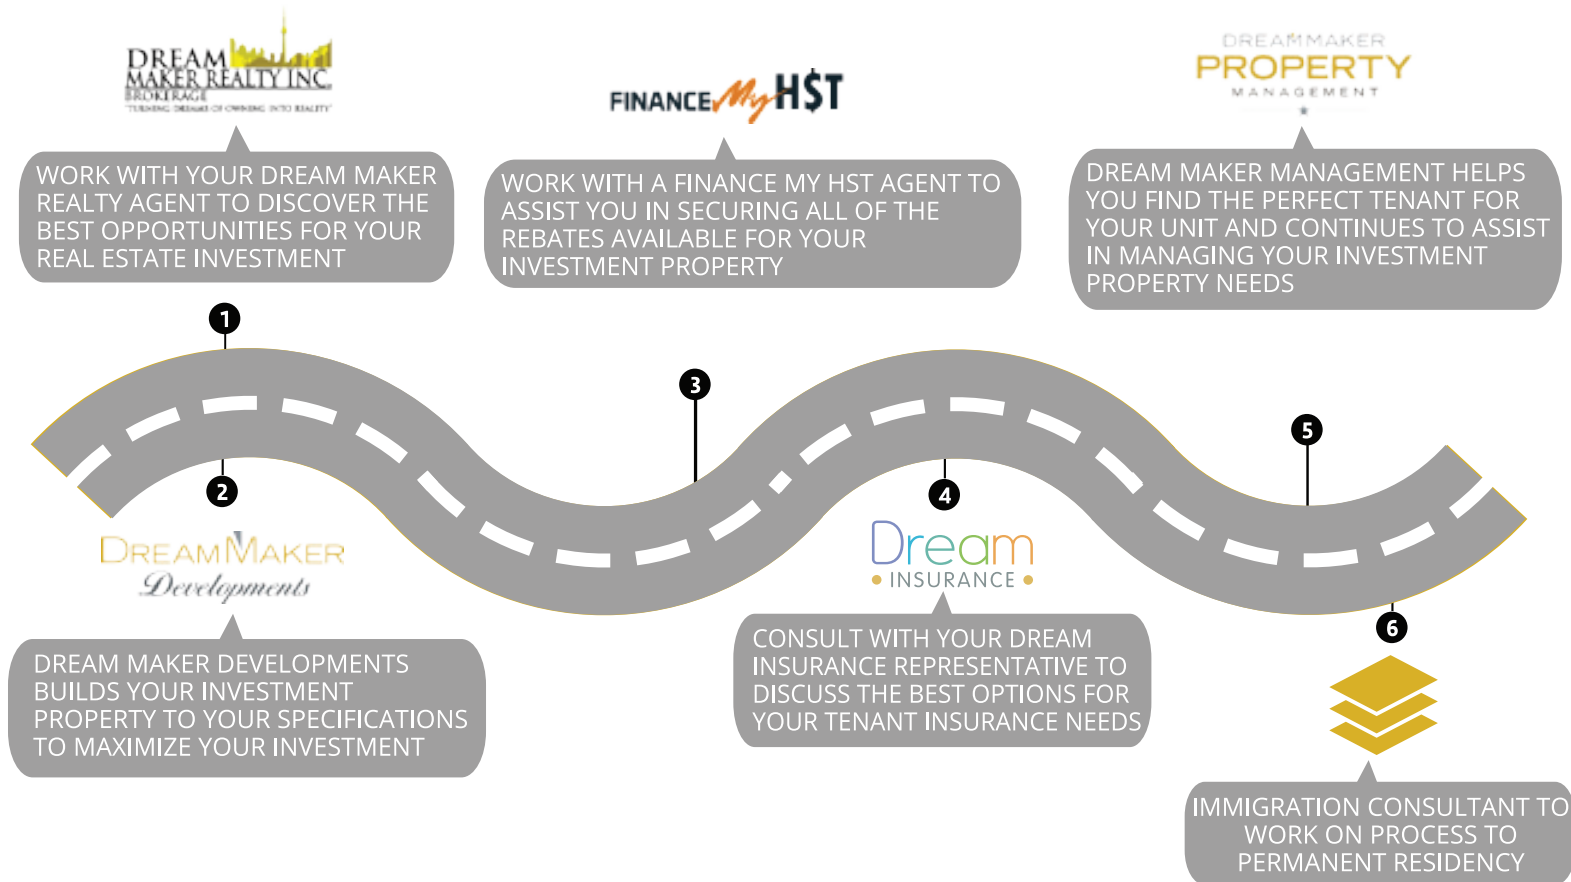 DREAM
MAKER REALTY INC.
BROKERAGE
"TURNING DREAMS OF OWNING INTO REALITY"
WORK WITH YOUR DREAM MAKER
REALTY AGENT TO DISCOVER THE
BEST OPPORTUNITIES FOR YOUR
REAL ESTATE INVESTMENT
FINANCE My H$T
WORK WITH A FINANCE MY HST AGENT TO
ASSIST YOU IN SECURING ALL OF THE
REBATES AVAILABLE FOR YOUR
INVESTMENT PROPERTY
DREAMMAKER
PROPERTY
MANAGEMENT
DREAM MAKER MANAGEMENT HELPS
YOU FIND THE PERFECT TENANT FOR
YOUR UNIT AND CONTINUES TO ASSIST
IN MANAGING YOUR INVESTMENT
PROPERTY NEEDS
1
2
3
4
5
6
DREAMMAKER
Developments
DREAM MAKER DEVELOPMENTS
BUILDS YOUR INVESTMENT
PROPERTY TO YOUR SPECIFICATIONS
TO MAXIMIZE YOUR INVESTMENT
Dream
INSURANCE
CONSULT WITH YOUR DREAM
INSURANCE REPRESENTATIVE TO
DISCUSS THE BEST OPTIONS FOR
YOUR TENANT INSURANCE NEEDS
IMMIGRATION CONSULTANT TO
WORK ON PROCESS TO
PERMANENT RESIDENCY